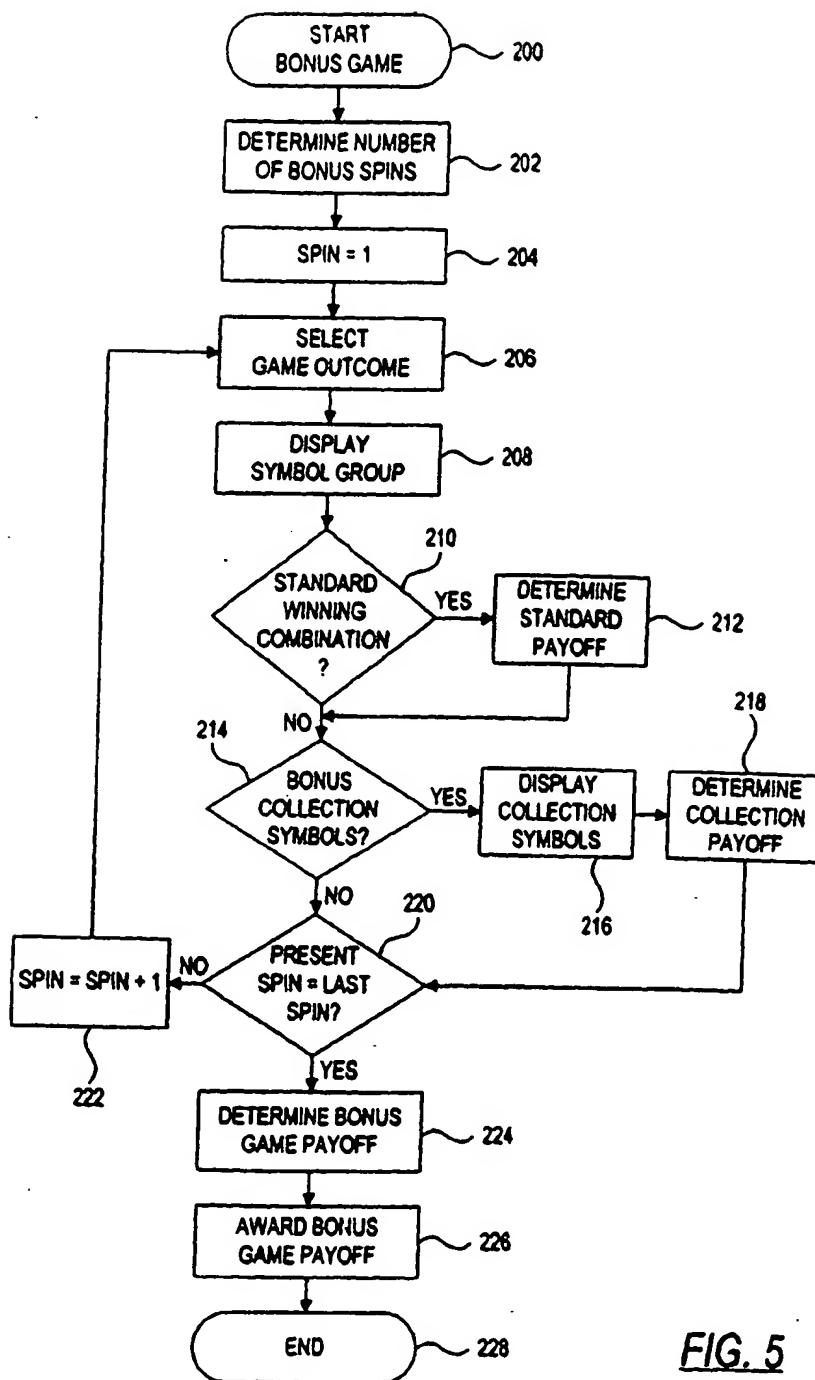 START
BONUS GAME
200
DETERMINE NUMBER
OF BONUS SPINS
202
SPIN = 1
204
SELECT
GAME OUTCOME
206
DISPLAY
SYMBOL GROUP
208
210
STANDARD
WINNING
COMBINATION
?
YES
DETERMINE
STANDARD
PAYOFF
212
NO
214
BONUS
COLLECTION
SYMBOLS?
YES
DISPLAY
COLLECTION
SYMBOLS
216
218
DETERMINE
COLLECTION
PAYOFF
NO
220
PRESENT
SPIN = LAST
SPIN?
NO
SPIN = SPIN + 1
222
YES
DETERMINE BONUS
GAME PAYOFF
224
AWARD BONUS
GAME PAYOFF
226
END
228
FIG. 5